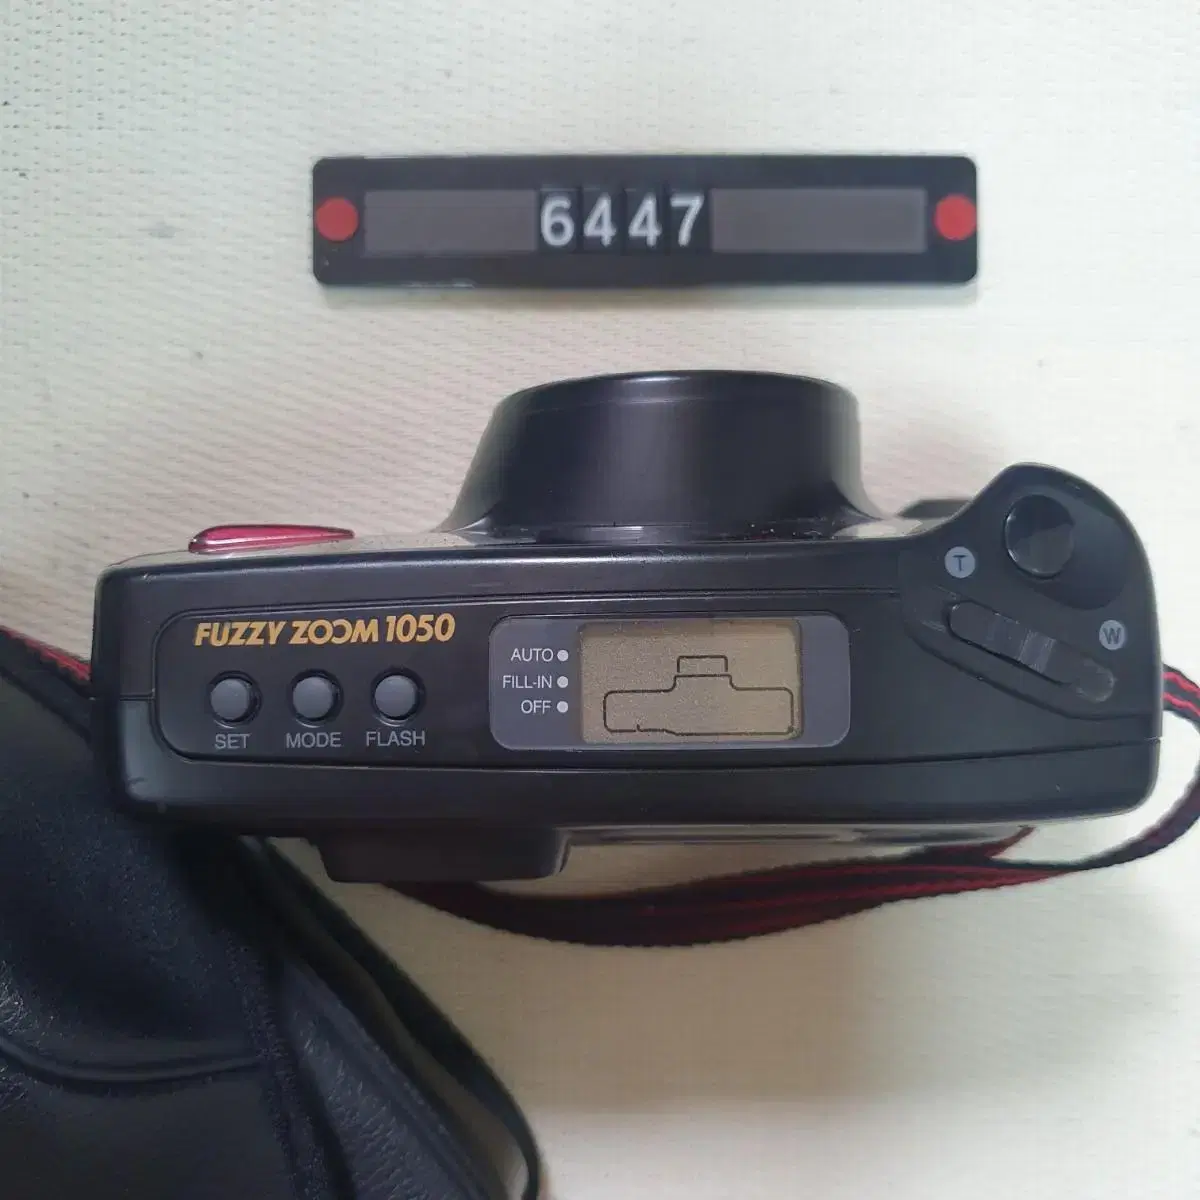 6447
FUZZY ZOOM 1050
SET MODE FLASH
AUTO
FILL-IN
OFF
T
W